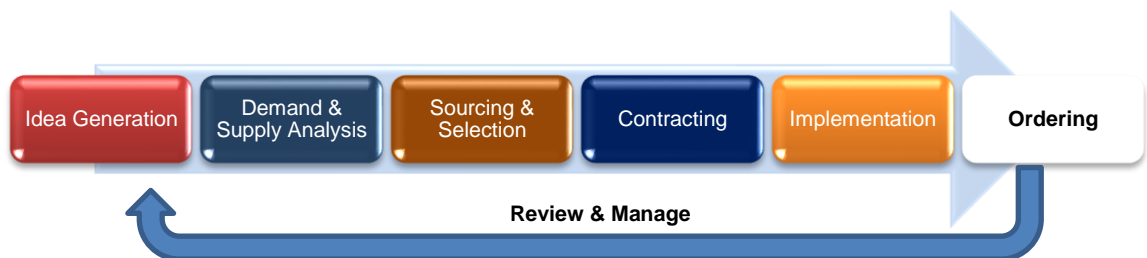 Idea Generation
Demand &
Supply Analysis
Sourcing &
Selection
Contracting
Implementation
Ordering
Review & Manage